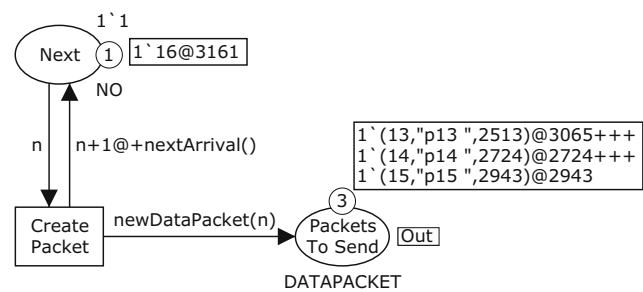 1`1
Next
1
1`16@3161
NO
n
n+1@+nextArrival()
1`(13,"p13 ",2513)@3065+++
1`(14,"p14 ",2724)@2724+++
1`(15,"p15 ",2943)@2943
3
Create
Packet
newDataPacket(n)
Packets
To Send
Out
DATAPACKET